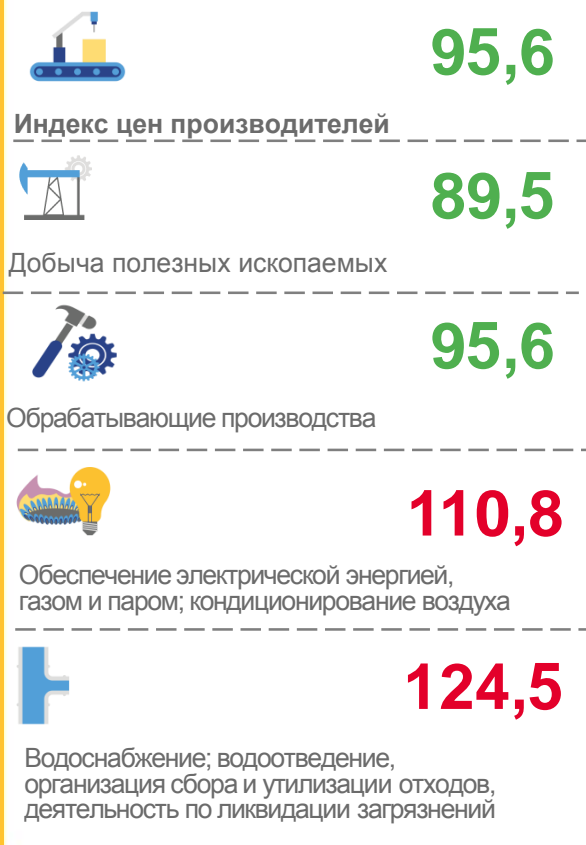 95,6
Индекс цен производителей
89,5
Добыча полезных ископаемых
95,6
Обрабатывающие производства
110,8
Обеспечение электрической энергией,
газом и паром; кондиционирование воздуха
124,5
Водоснабжение; водоотведение,
организация сбора и утилизации отходов,
деятельность по ликвидации загрязнений